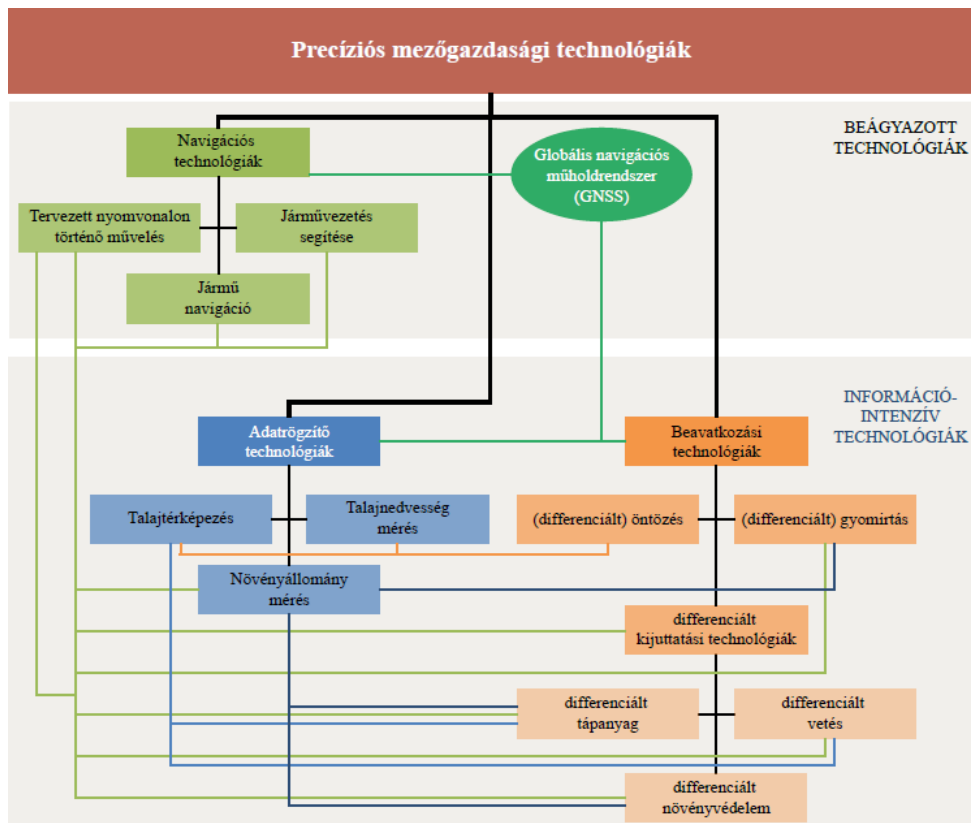 Precíziós mezőgazdasági technológiák
BEÁGYAZOTT
TECHNOLÓGIÁK
Navigációs
technológiák
Globális navigációs
műholdrendszer
(GNSS)
Tervezett nyomvonalon
történő művelés
Járművezetés
segítése
Jármű
navigáció
INFORMÁCIÓ-
INTENZÍV
TECHNOLÓGIÁK
Adatrögzítő
technológiák
Beavatkozási
technológiák
Talajtérképezés
Talajnedvesség
mérés
(differenciált) öntözés
(differenciált) gyomirtás
Növényállomány
mérés
differenciált
kijuttatási technológiák
differenciált
tápanyag
differenciált
vetés
differenciált
növényvédelem